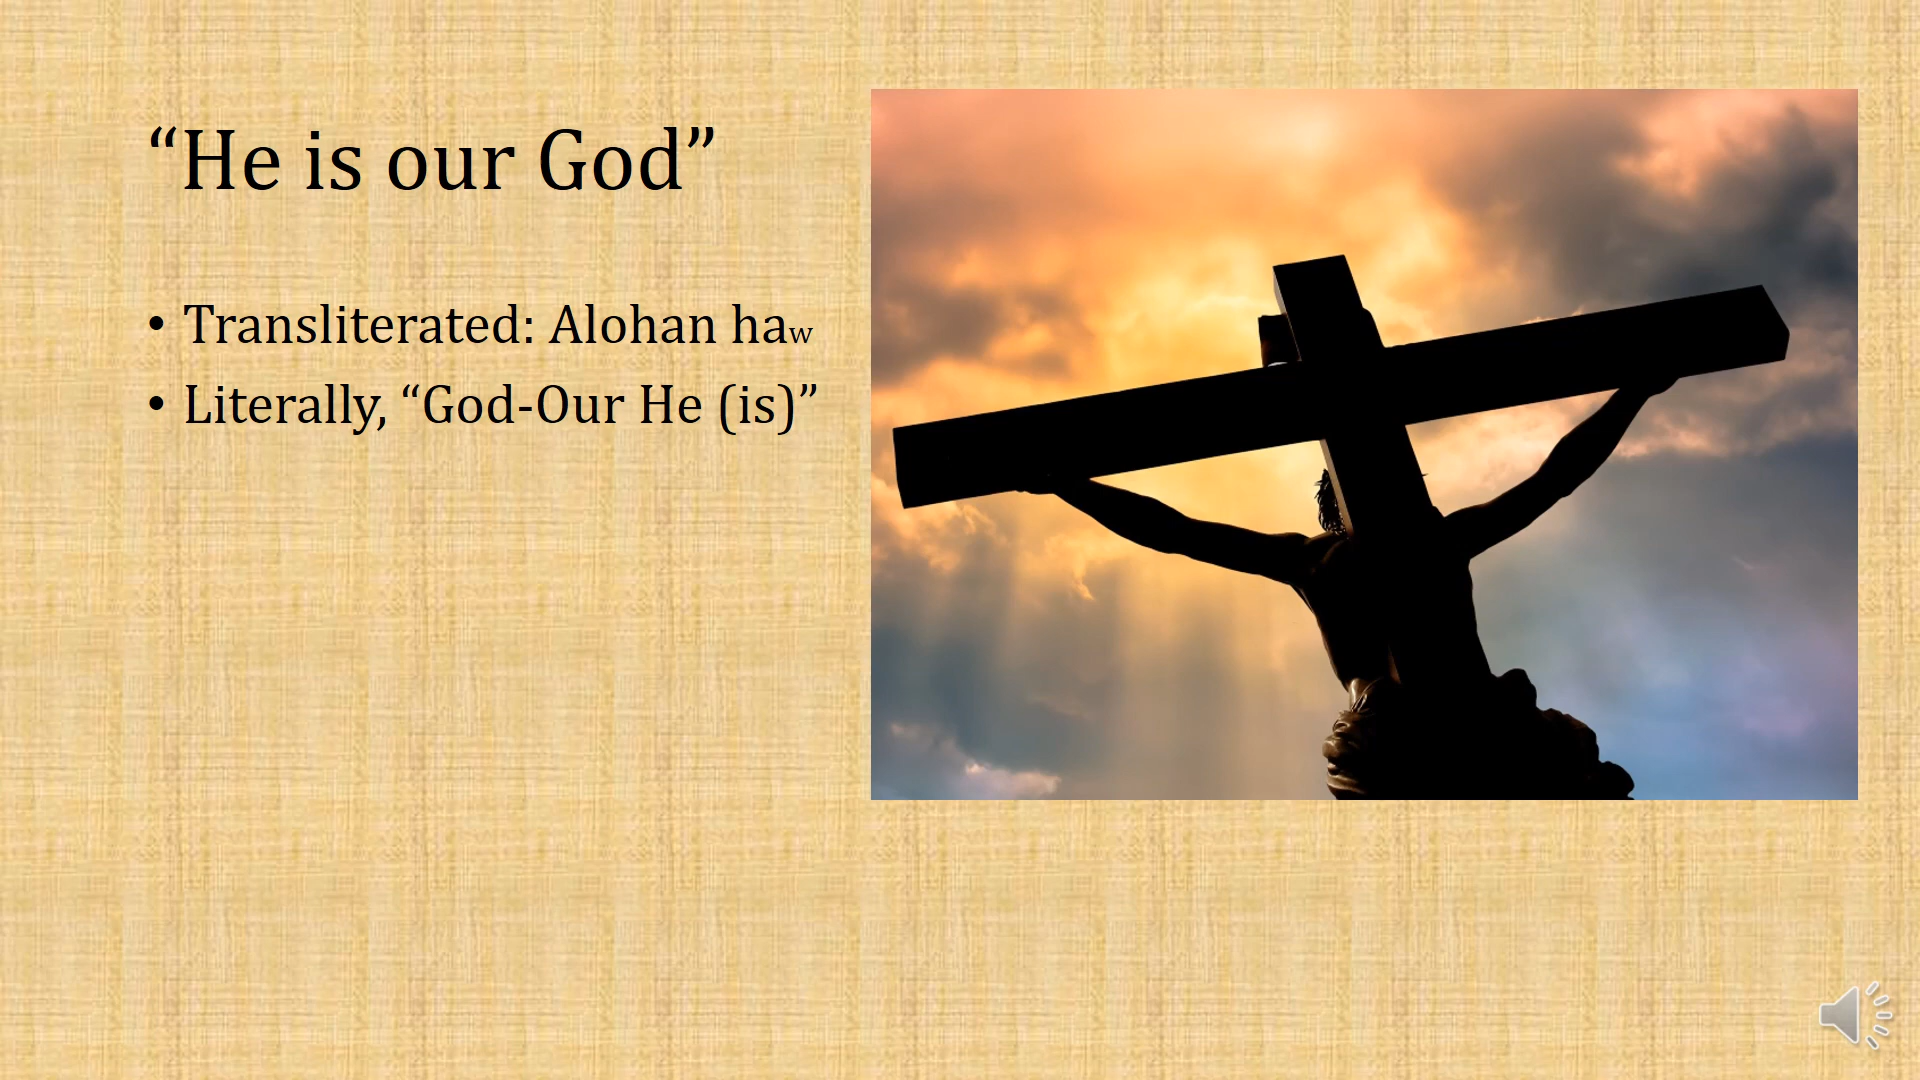 “He is our God”
• Transliterated: Alohan haw
• Literally, “God-Our He (is)”